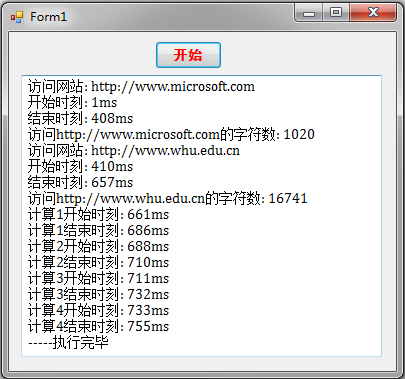 Form1
开始
访问网站: http://www.microsoft.com
开始时刻: 1ms
结束时刻: 408ms
访问http://www.microsoft.com的字符数: 1020
访问网站: http://www.whu.edu.cn
开始时刻: 410ms
结束时刻: 657ms
访问http://www.whu.edu.cn的字符数: 16741
计算1开始时刻: 661ms
计算1结束时刻: 686ms
计算2开始时刻: 688ms
计算2结束时刻: 710ms
计算3开始时刻: 711ms
计算3结束时刻: 732ms
计算4开始时刻: 733ms
计算4结束时刻: 755ms
-----执行完毕